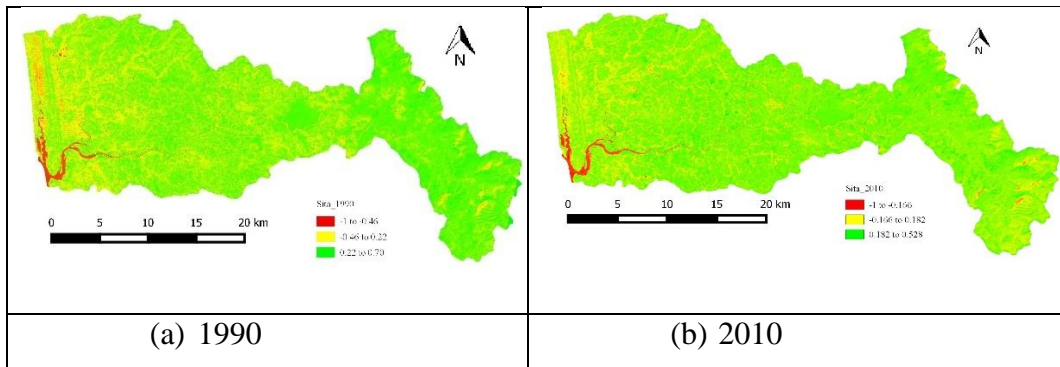 N
Sita_1990
-1 to -0.46
-0.46 to 0.22
0.22 to 0.70
0 5 10 15 20 km
(a) 1990
N
Sita_2010
-1 to -0.166
-0.166 to 0.182
0.182 to 0.528
0 5 10 15 20 km
(b) 2010